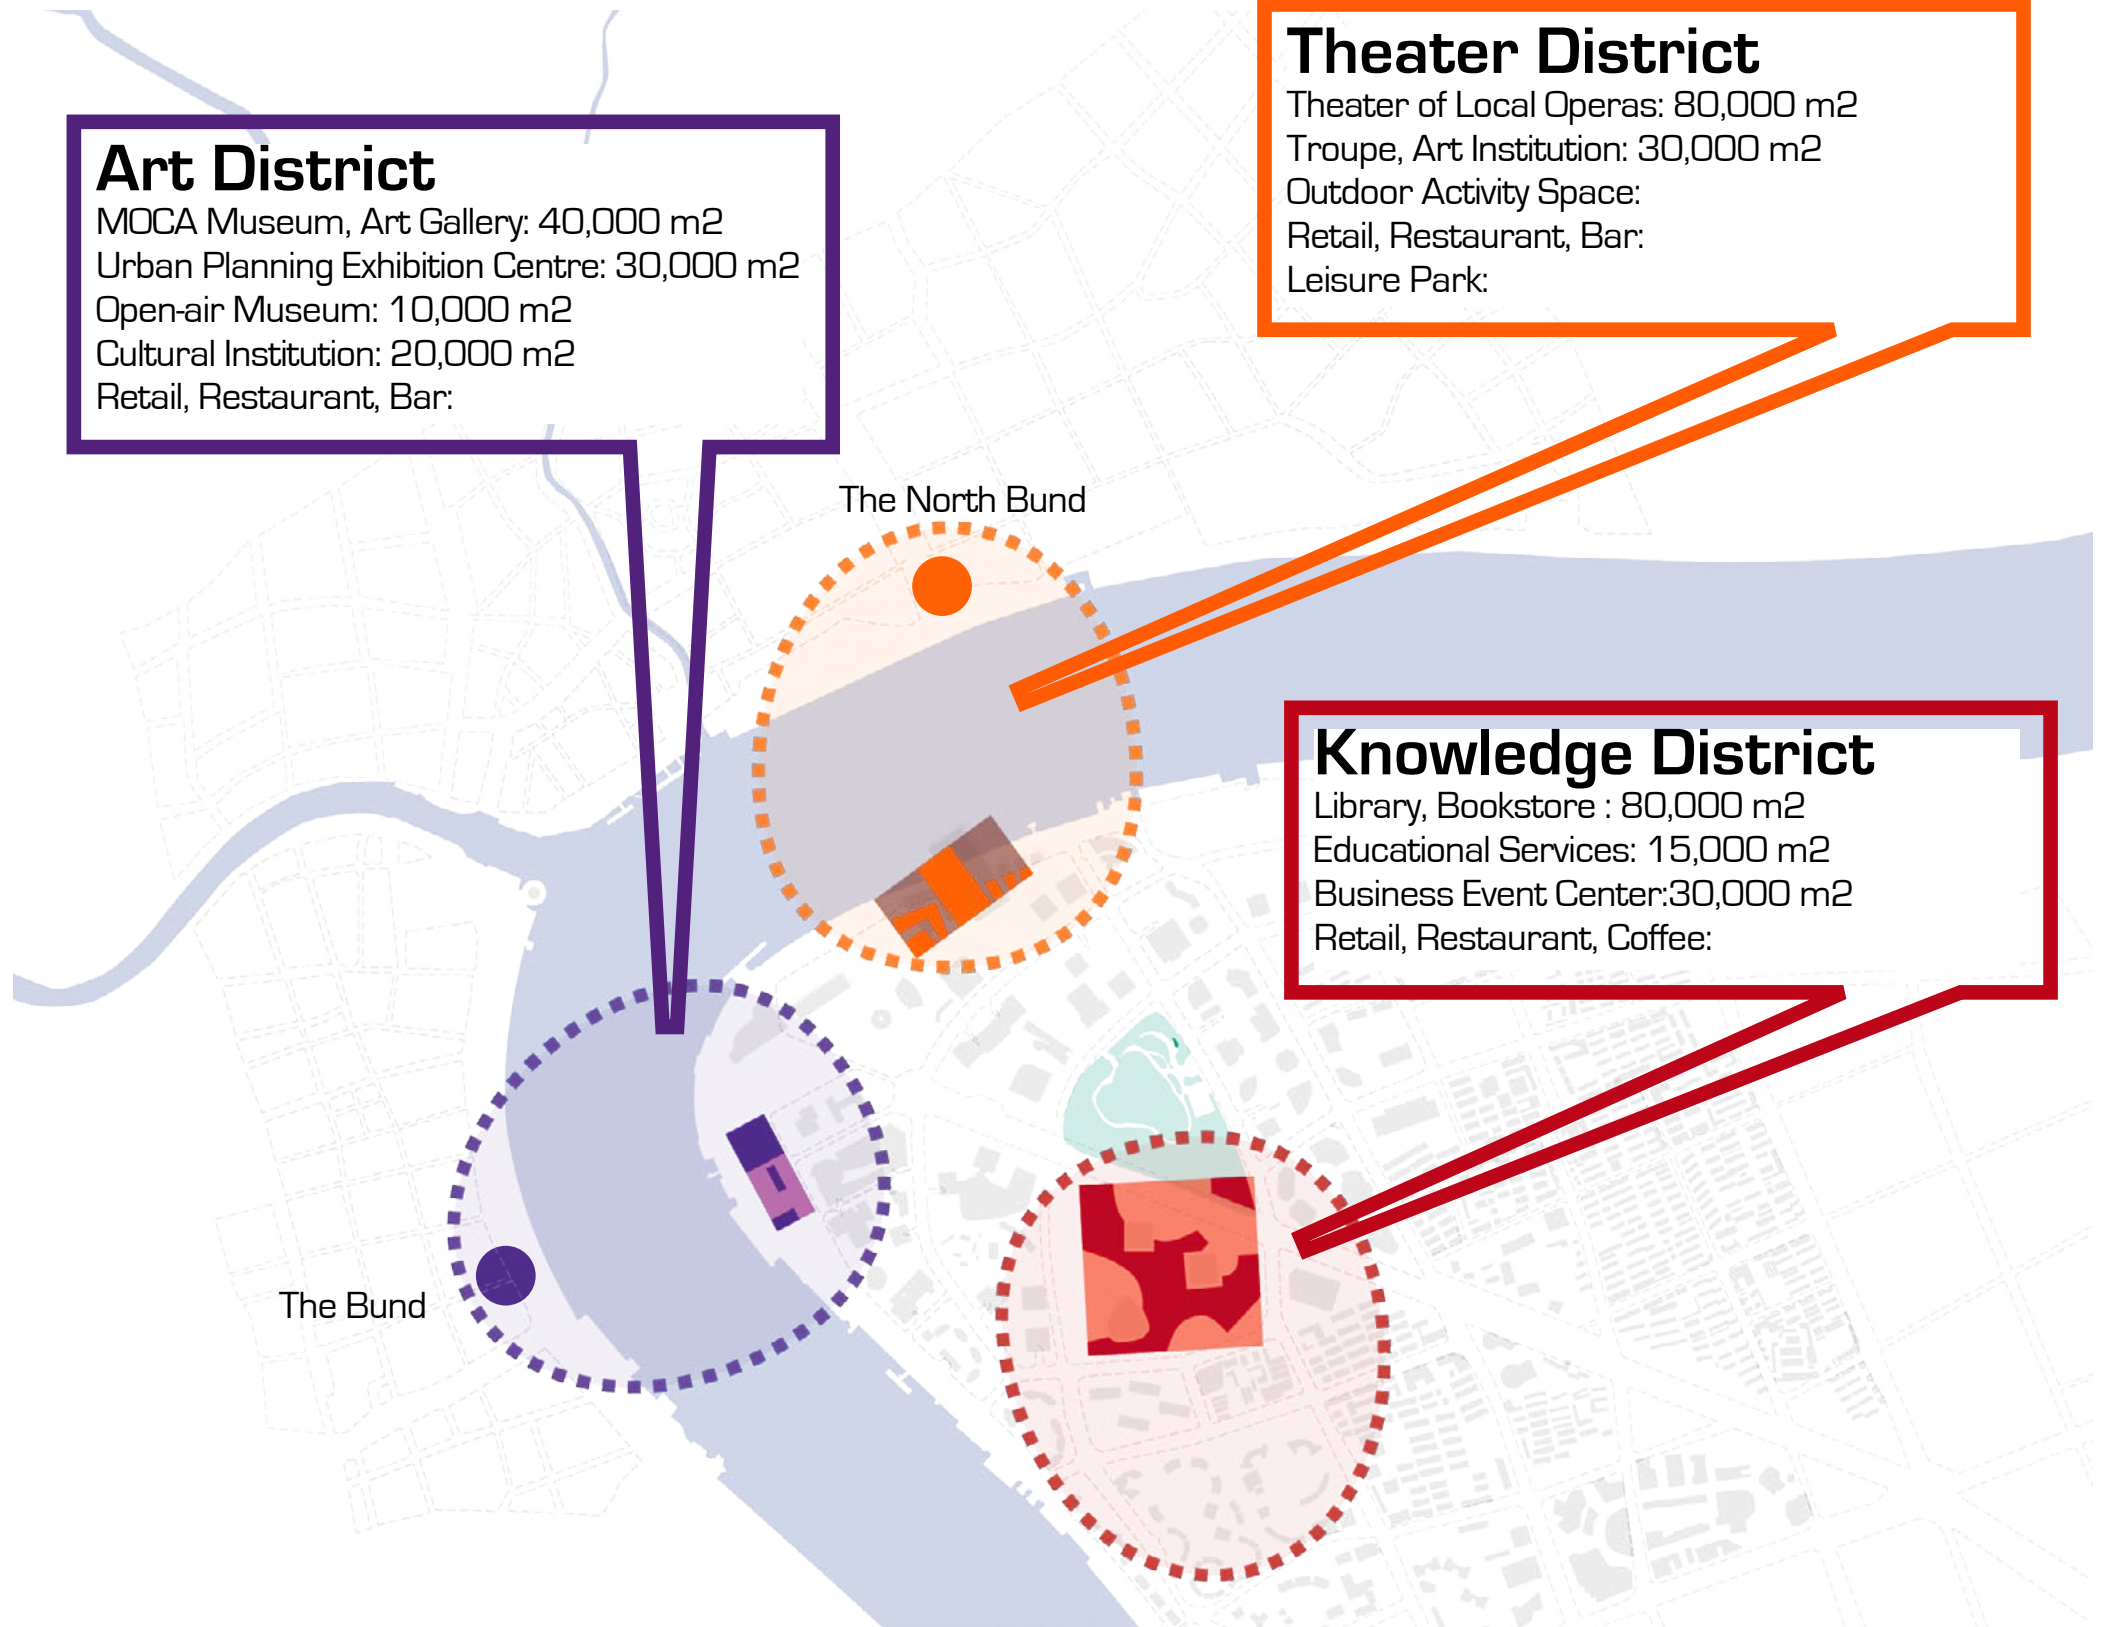 Theater District
Theater of Local Operas: 80,000 m2
Troupe, Art Institution: 30,000 m2
Outdoor Activity Space:
Retail, Restaurant, Bar:
Leisure Park:
Art District
MOCA Museum, Art Gallery: 40,000 m2
Urban Planning Exhibition Centre: 30,000 m2
Open-air Museum: 10,000 m2
Cultural Institution: 20,000 m2
Retail, Restaurant, Bar:
The North Bund
Knowledge District
Library, Bookstore : 80,000 m2
Educational Services: 15,000 m2
Business Event Center:30,000 m2
Retail, Restaurant, Coffee:
The Bund